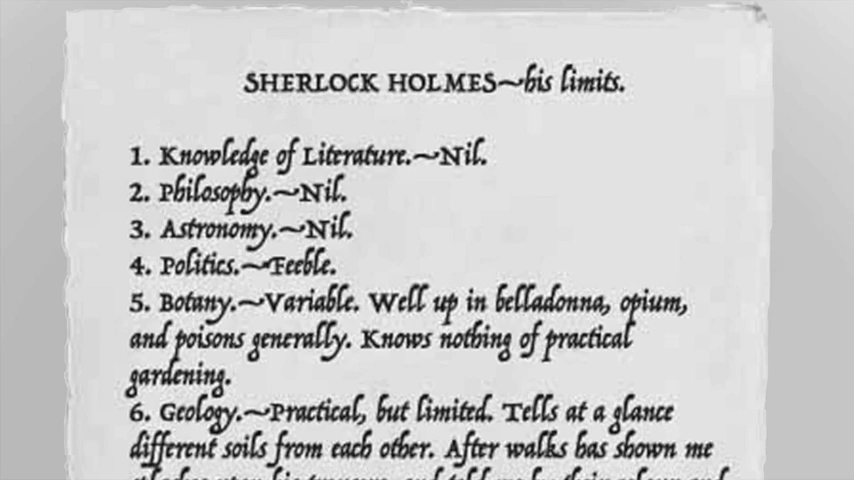 SHERLOCK HOLMES~his limits.
1. Knowledge of Literature.~Nil.
2. Philosophy.~Nil.
3. Astronomy.~Nil.
4. Politics.~Feeble.
5. Botany.~Variable. Well up in belladonna, opium,
and poisons generally. Knows nothing of practical
gardening.
6. Geology.~Practical, but limited. Tells at a glance
different soils from each other. After walks has shown me